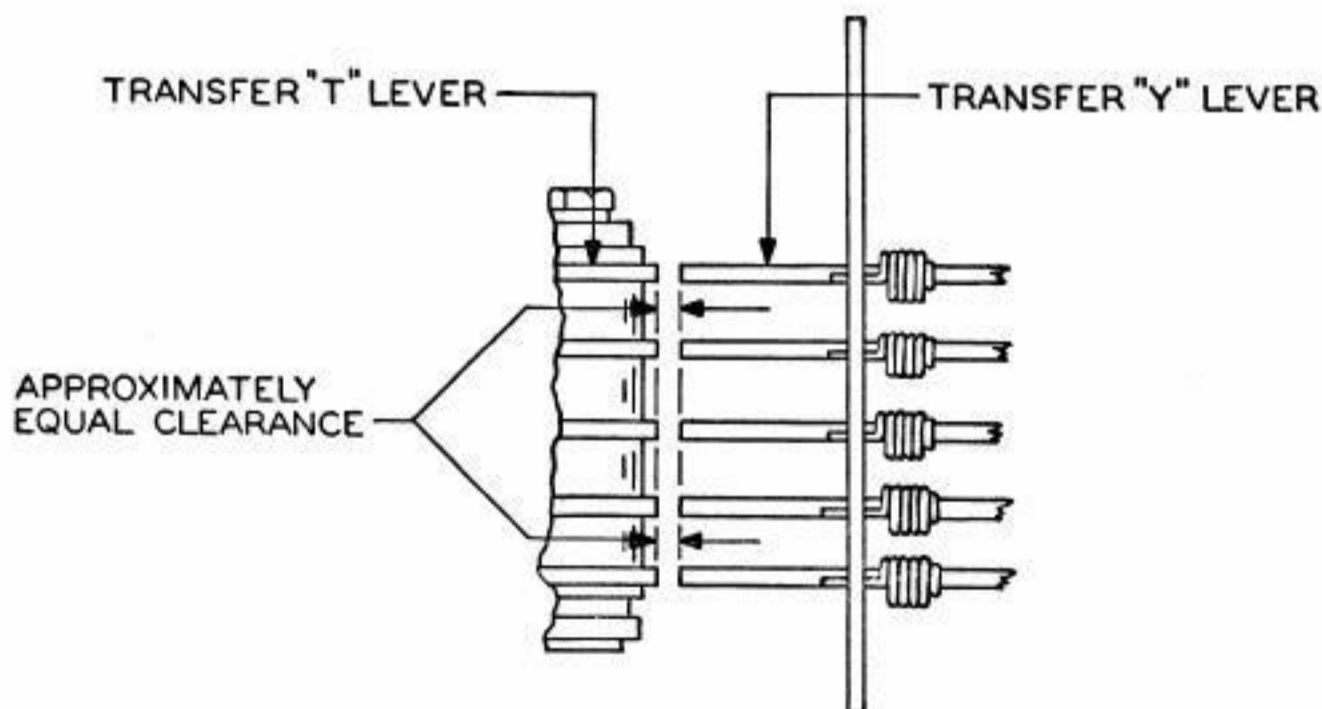 TRANSFER "T" LEVER
TRANSFER "Y" LEVER
APPROXIMATELY
EQUAL CLEARANCE